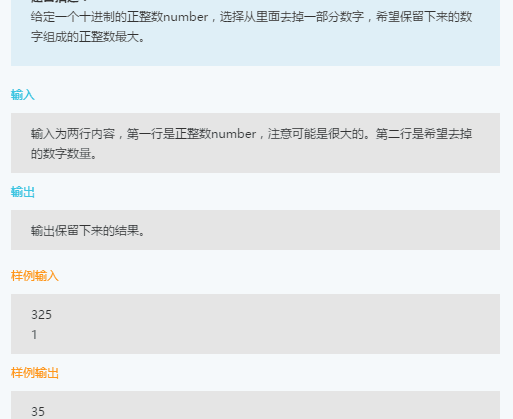 给定一个十进制的正整数number，选择从里面去掉一部分数字，希望保留下来的数
字组成的正整数最大。
输入
输入为两行内容，第一行是正整数number，注意可能是很大的。第二行是希望去掉
的数字数量。
输出
输出保留下来的结果。
样例输入
325
1
样例输出
35